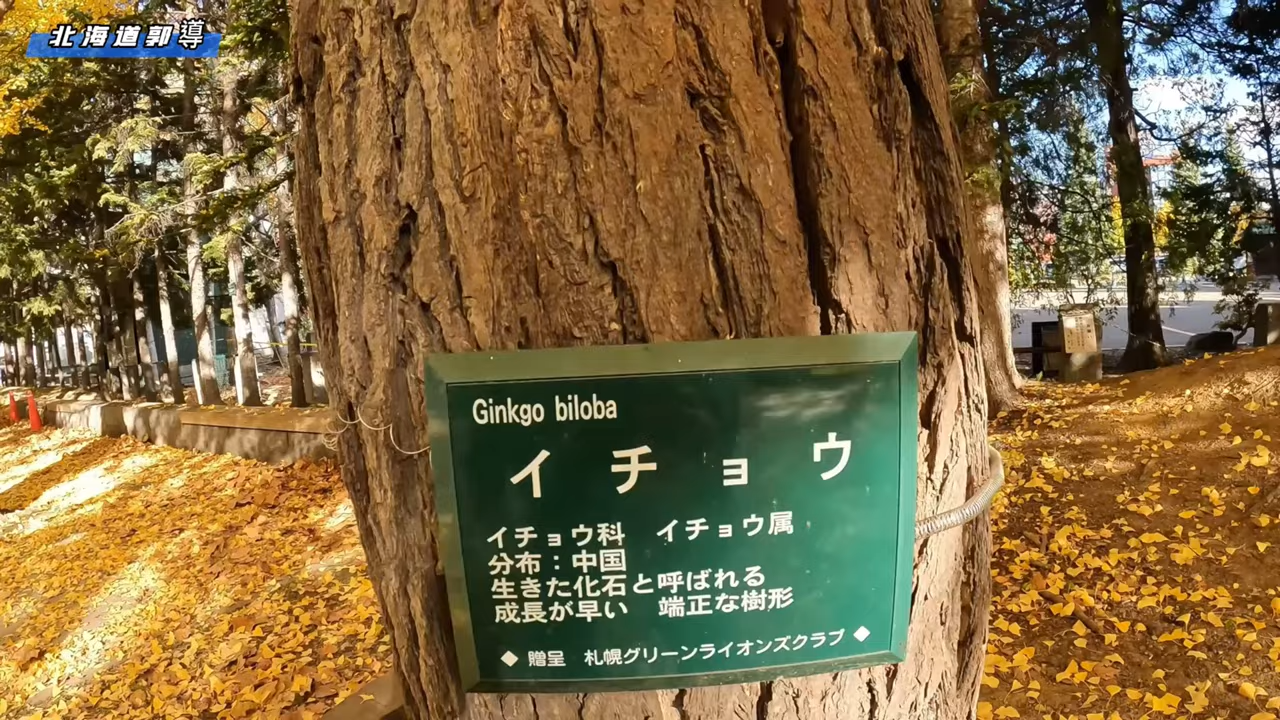 北海道郭導
Ginkgo biloba
イチョウ
イチョウ科　イチョウ属
分布：中国
生きた化石と呼ばれる
成長が早い　端正な樹形
◆ 贈呈　札幌グリーンライオンズクラブ ◆